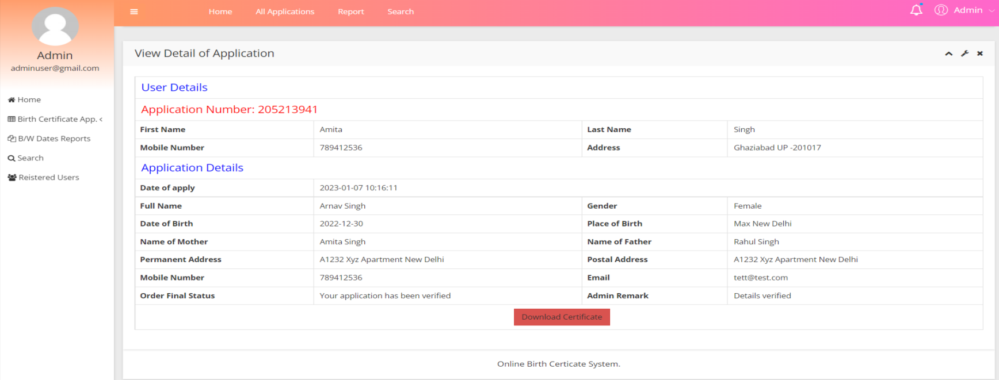 Home All Applications Report Search Admin
Admin
adminuser@gmail.com
Home
Birth Certificate App. <
B/W Dates Reports
Search
Reistered Users
View Detail of Application
User Details
Application Number: 205213941
First Name Amita Last Name Singh
Mobile Number 789412536 Address Ghaziabad UP -201017
Application Details
Date of apply 2023-01-07 10:16:11
Full Name Arnav Singh Gender Female
Date of Birth 2022-12-30 Place of Birth Max New Delhi
Name of Mother Amita Singh Name of Father Rahul Singh
Permanent Address A1232 Xyz Apartment New Delhi Postal Address A1232 Xyz Apartment New Delhi
Mobile Number 789412536 Email tett@test.com
Order Final Status Your application has been verified Admin Remark Details verified
Download Certificate
Online Birth Certicate System.